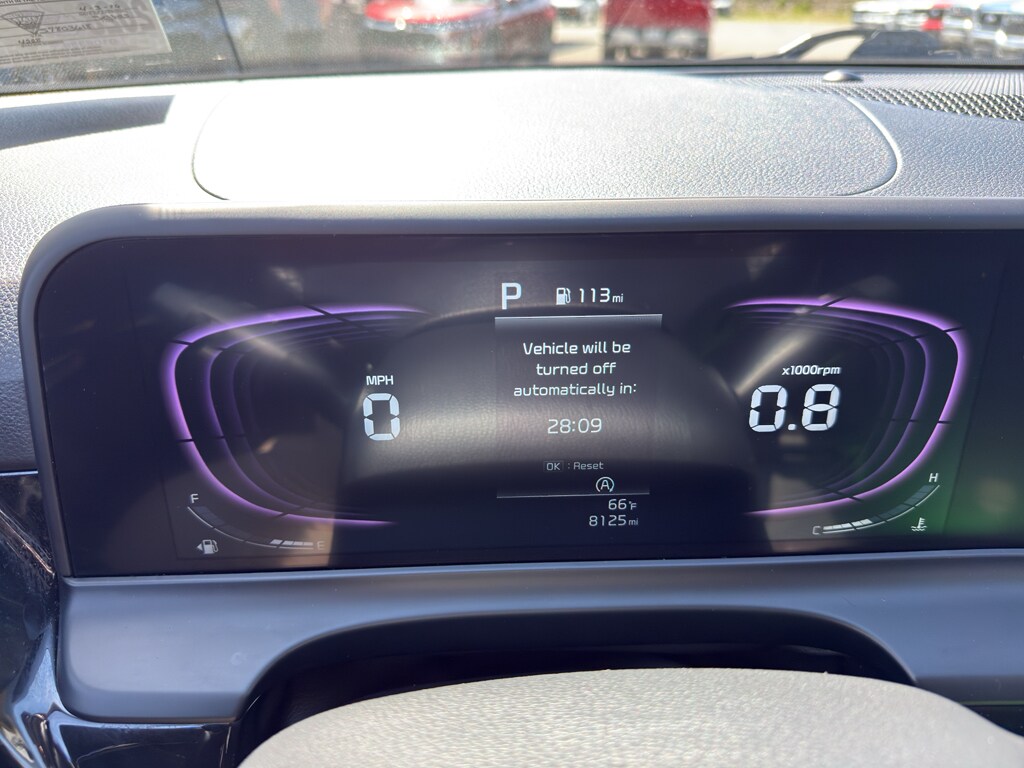 P 113 mi
Vehicle will be
turned off
automatically in:
28:09
OK : Reset
A
66°F
8125 mi
MPH
0
x1000rpm
0.8
F
E
H
C